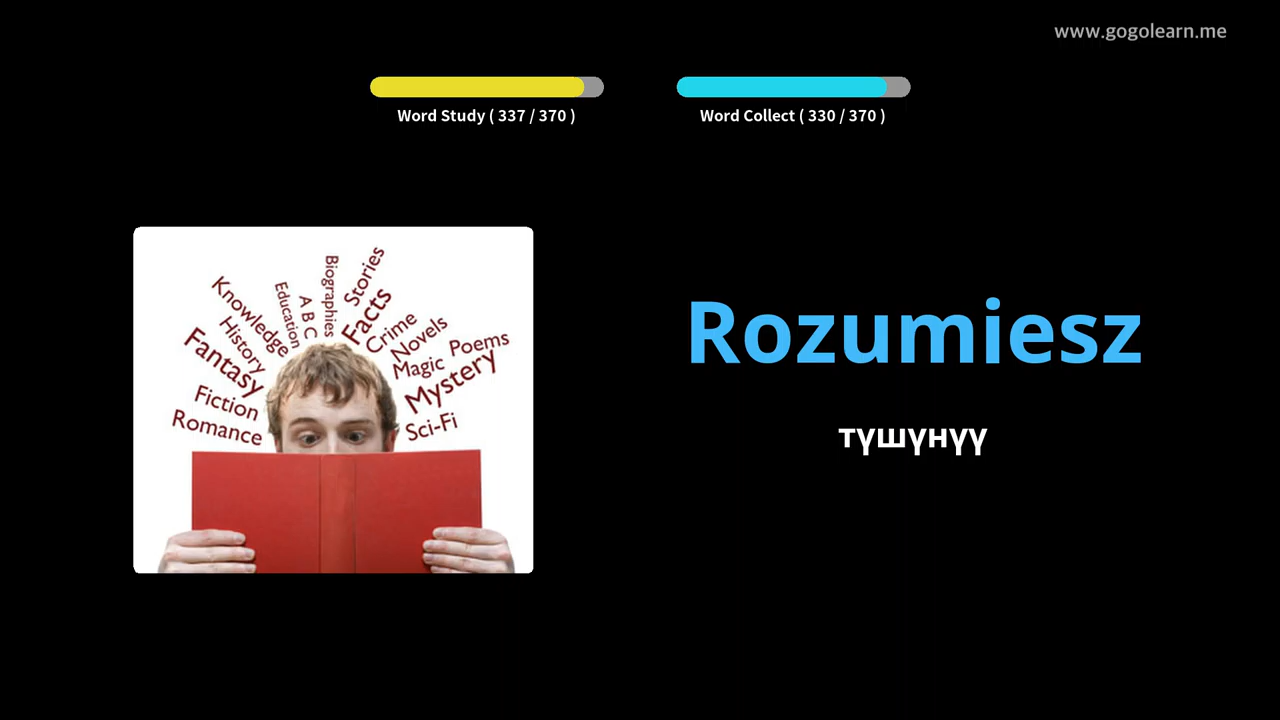 www.gogolearn.me
Word Study ( 337 / 370 )
Word Collect ( 330 / 370 )
Stories
Biographies
Facts
A B C
Education
Knowledge
Crime
Novels
History
Poems
Fantasy
Magic
Mystery
Fiction
Sci-Fi
Romance
Rozumiesz
түшүнүү